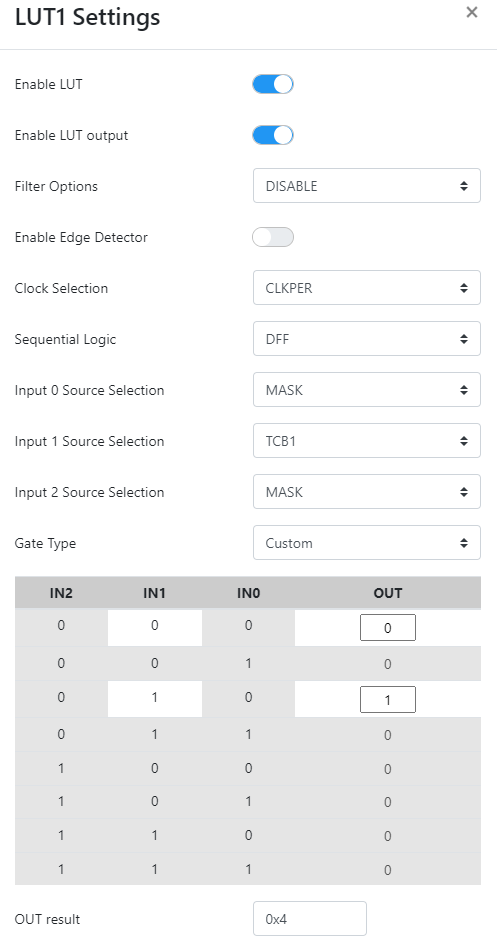 LUT1 Settings ×
Enable LUT
Enable LUT output
Filter Options DISABLE
Enable Edge Detector
Clock Selection CLKPER
Sequential Logic DFF
Input 0 Source Selection MASK
Input 1 Source Selection TCB1
Input 2 Source Selection MASK
Gate Type Custom
IN2 IN1 IN0 OUT
0 0 0 0
0 0 1 0
0 1 0 1
0 1 1 0
1 0 0 0
1 0 1 0
1 1 0 0
1 1 1 0
OUT result 0x4